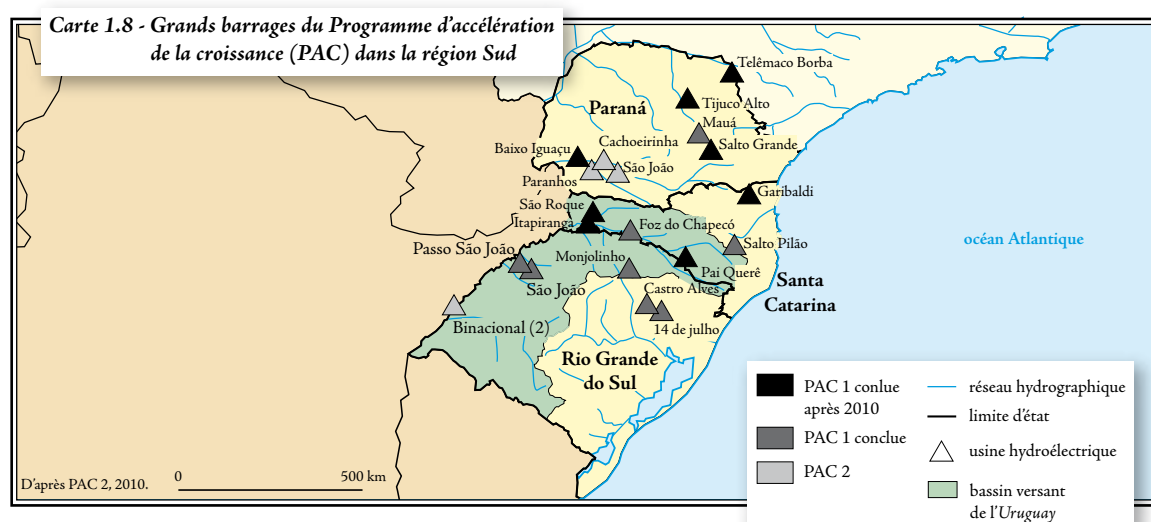 Carte 1.8 - Grands barrages du Programme d'accélération
de la croissance (PAC) dans la région Sud
Telêmaco Borba
Paraná
Tijuco Alto
Mauá
Cachoeirinha
Salto Grande
Baixo Iguaçu
São João
Paranhos
Garibaldi
São Roque
Itapiranga
Foz do Chapecó
océan Atlantique
Salto Pilão
Passo São João
Monjolinho
Pai Querê
São João
Castro Alves
Santa
Catarina
Binacional (2)
14 de julho
Rio Grande
do Sul
PAC 1 conlue
après 2010
PAC 1 conclue
PAC 2
réseau hydrographique
limite d'état
usine hydroélectrique
bassin versant
de l'Uruguay
D'après PAC 2, 2010.
0
500 km